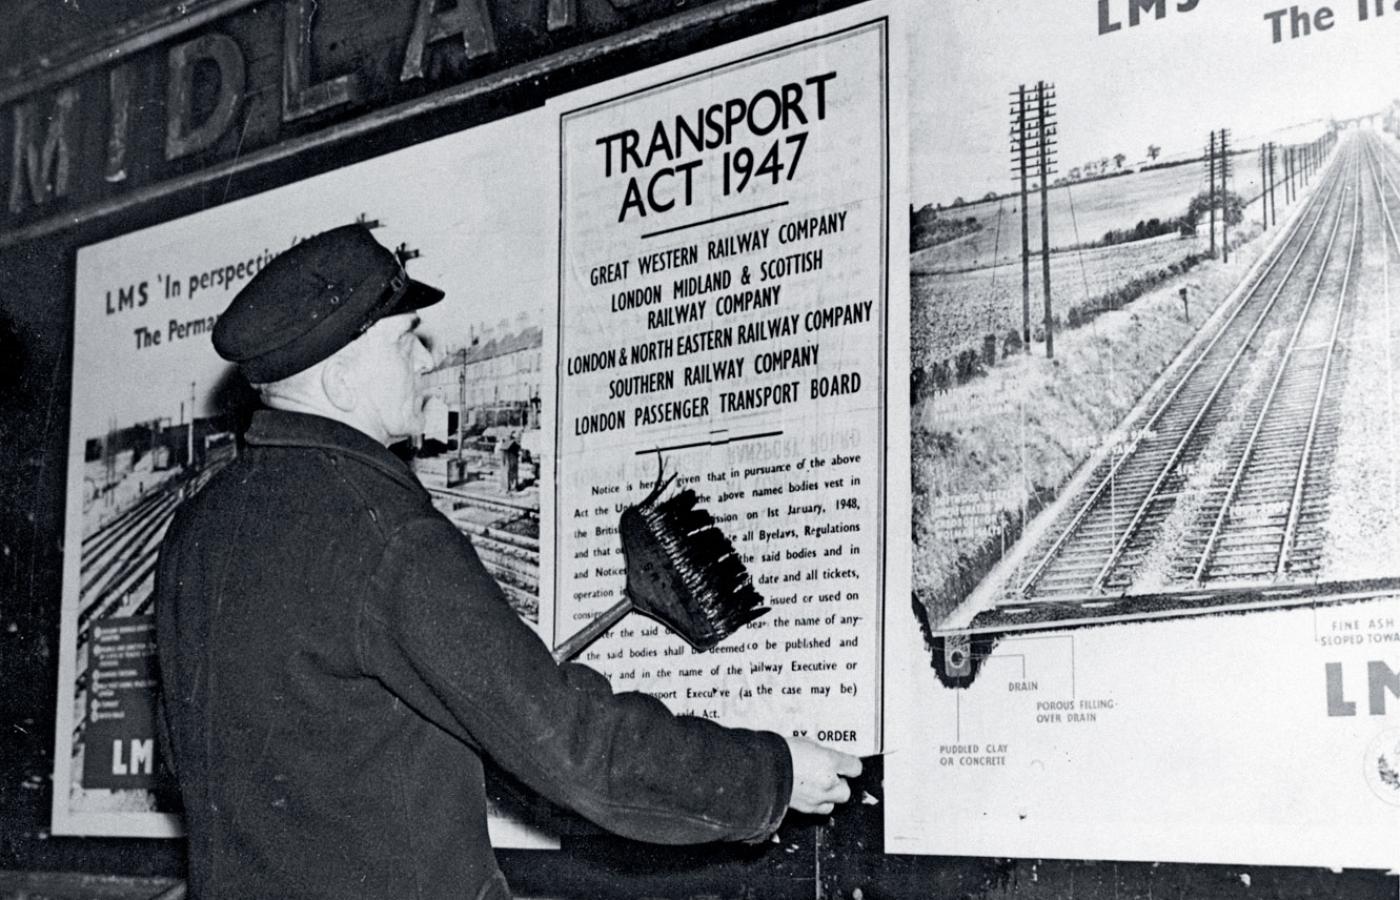 MIDLAN
LMS 'In perspectiv
The Perma
LM
TRANSPORT
ACT 1947
GREAT WESTERN RAILWAY COMPANY
LONDON MIDLAND & SCOTTISH
RAILWAY COMPANY
LONDON & NORTH EASTERN RAILWAY COMPANY
SOUTHERN RAILWAY COMPANY
LONDON PASSENGER TRANSPORT BOARD
Notice is given that in pursuance of the above
Act the the above named bodies vest in
the British on 1st January, 1948,
and that all Byelaws, Regulations
and Notices the said bodies and in
operation date and all tickets,
issued or used on
the said bear the name of any-
the said bodies shall be deemed to be published and
and in the name of the Railway Executive or
Executive (as the case may be)
Act.
BY ORDER
LMS
The
DRAIN
POROUS FILLING
OVER DRAIN
PUDDLED CLAY
OR CONCRETE
FINE ASH
SLOPED TOWA
LM